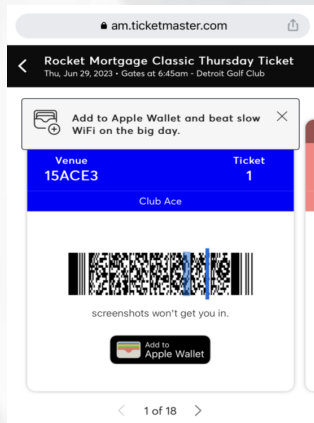 am.ticketmaster.com
Rocket Mortgage Classic Thursday Ticket
Thu, Jun 29, 2023 • Gates at 6:45am - Detroit Golf Club
Add to Apple Wallet and beat slow
WiFi on the big day.
Venue Ticket
15ACE3 1
Club Ace
screenshots won't get you in.
Add to
Apple Wallet
1 of 18